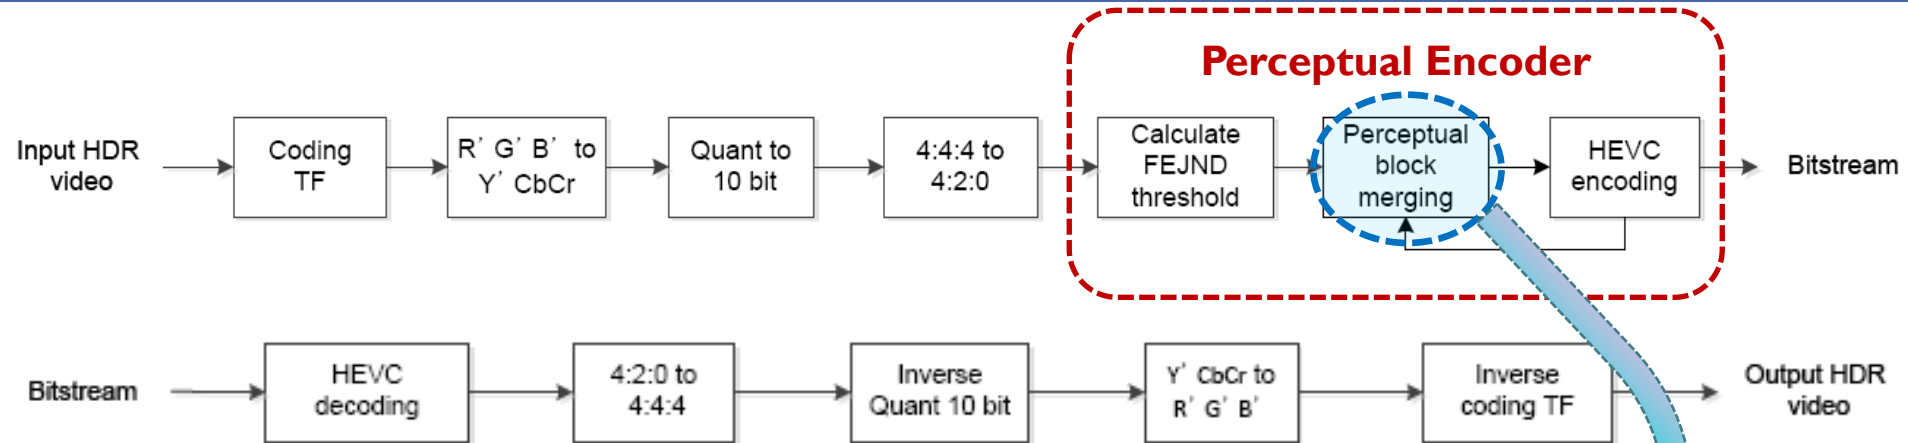 Perceptual Encoder
Input HDR
video
Coding
TF
R' G' B' to
Y' CbCr
Quant to
10 bit
4:4:4 to
4:2:0
Calculate
FEJND
threshold
Perceptual
block
merging
HEVC
encoding
Bitstream
Bitstream
HEVC
decoding
4:2:0 to
4:4:4
Inverse
Quant 10 bit
Y' CbCr to
R' G' B'
Inverse
coding TF
Output HDR
video